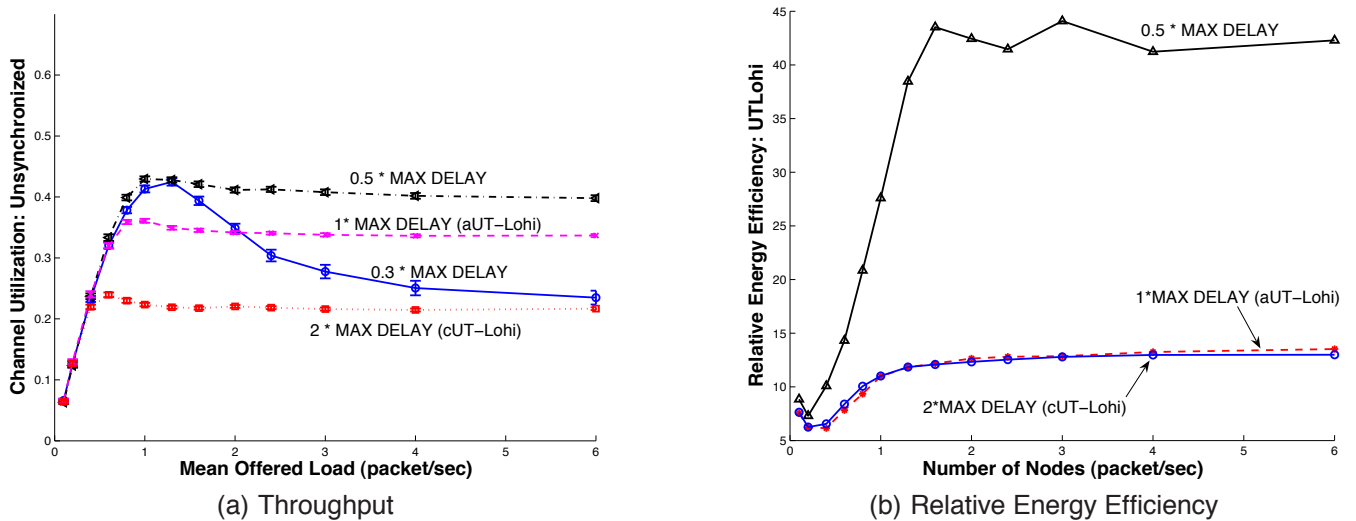 Channel Utilization: Unsynchronized
0.6
0.5
0.4
0.3
0.2
0.1
0
0.5 * MAX DELAY
1* MAX DELAY (aUT−Lohi)
0.3 * MAX DELAY
2 * MAX DELAY (cUT−Lohi)
0 1 2 3 4 5 6
Mean Offered Load (packet/sec)
(a) Throughput
Relative Energy Efficiency: UTLohi
45
40
35
30
25
20
15
10
5
0.5 * MAX DELAY
1*MAX DELAY (aUT−Lohi)
2*MAX DELAY (cUT−Lohi)
0 1 2 3 4 5 6
Number of Nodes (packet/sec)
(b) Relative Energy Efficiency